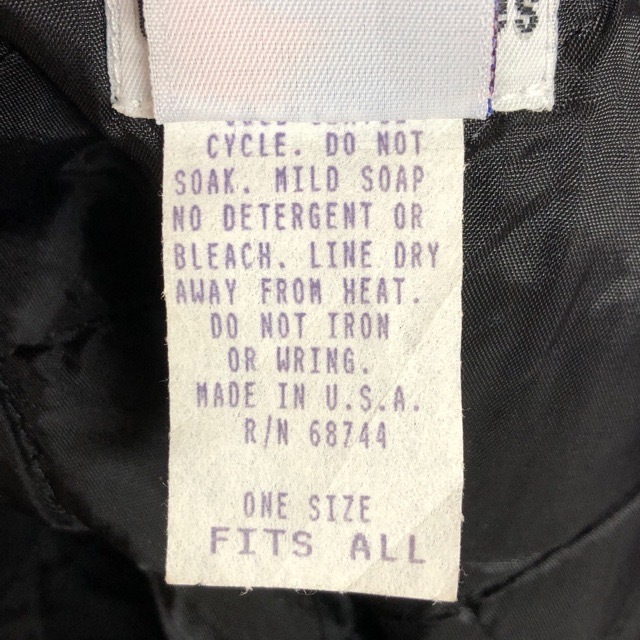 CYCLE. DO NOT
SOAK. MILD SOAP
NO DETERGENT OR
BLEACH. LINE DRY
AWAY FROM HEAT.
DO NOT IRON
OR WRING.
MADE IN U.S.A.
R/N 68744
ONE SIZE
FITS ALL